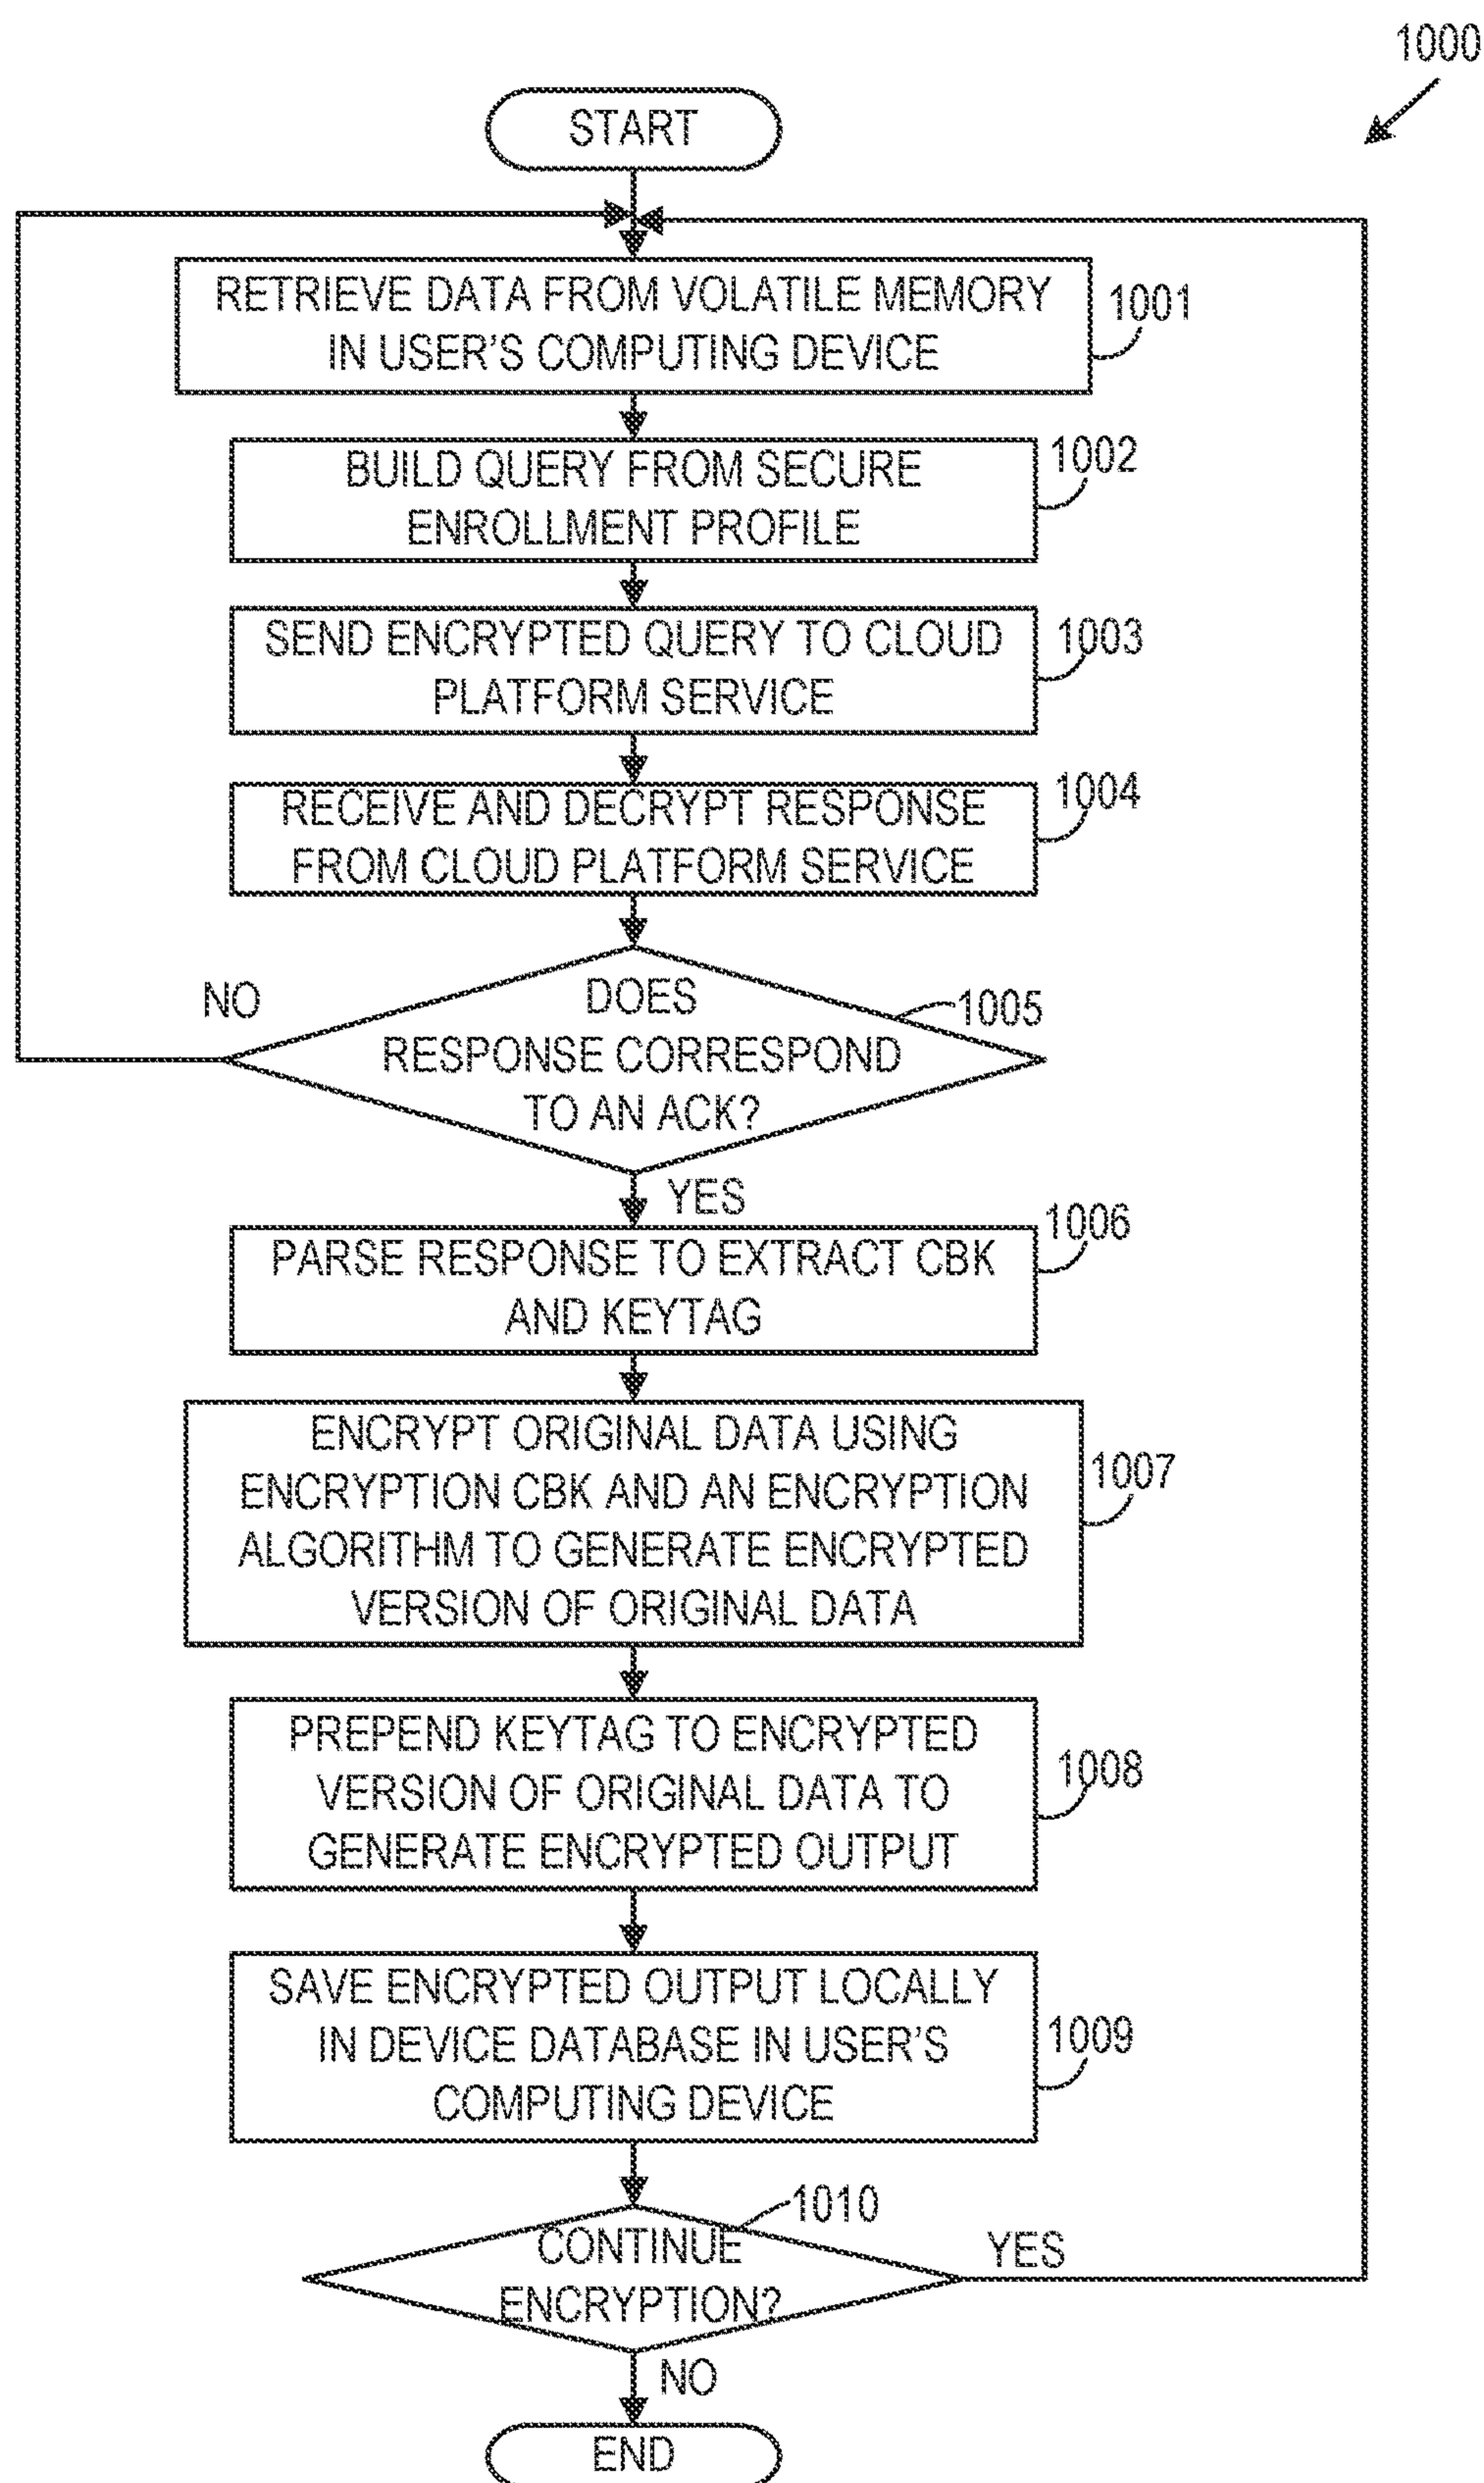 1000
START
RETRIEVE DATA FROM VOLATILE MEMORY
IN USER'S COMPUTING DEVICE
1001
BUILD QUERY FROM SECURE
ENROLLMENT PROFILE
1002
SEND ENCRYPTED QUERY TO CLOUD
PLATFORM SERVICE
1003
RECEIVE AND DECRYPT RESPONSE
FROM CLOUD PLATFORM SERVICE
1004
NO
DOES
RESPONSE CORRESPOND
TO AN ACK?
1005
YES
PARSE RESPONSE TO EXTRACT CBK
AND KEYTAG
1006
ENCRYPT ORIGINAL DATA USING
ENCRYPTION CBK AND AN ENCRYPTION
ALGORITHM TO GENERATE ENCRYPTED
VERSION OF ORIGINAL DATA
1007
PREPEND KEYTAG TO ENCRYPTED
VERSION OF ORIGINAL DATA TO
GENERATE ENCRYPTED OUTPUT
1008
SAVE ENCRYPTED OUTPUT LOCALLY
IN DEVICE DATABASE IN USER'S
COMPUTING DEVICE
1009
1010
CONTINUE
ENCRYPTION?
YES
NO
END